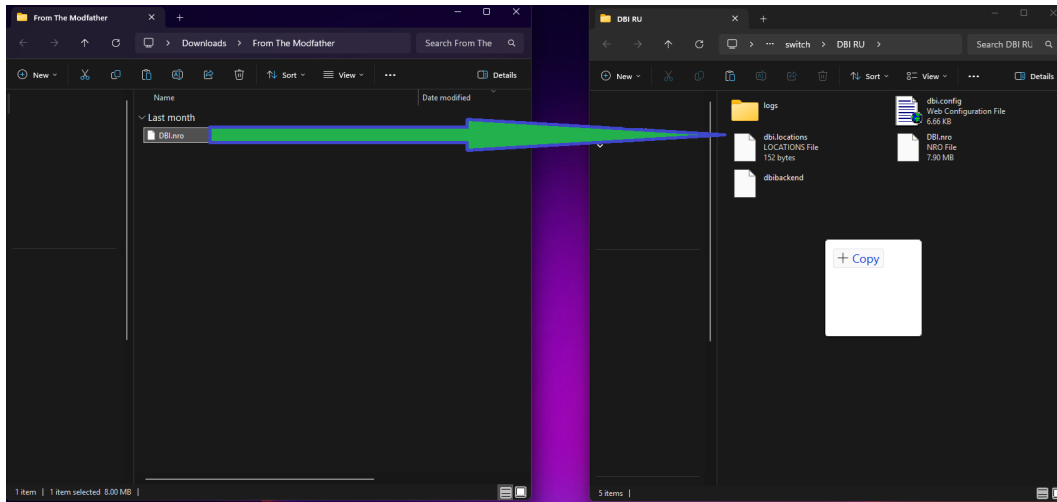 From The Modfather
Downloads > From The Modfather
Search From The
New
Sort
View
...
Details
Name
Date modified
Last month
DBI.nro
1 item | 1 item selected 8.00 MB |
DBI RU
... switch > DBI RU >
Search DBI RU
New
Sort
View
...
Details
logs
dbi.config
Web Configuration File
6.66 KB
dbi.locations
LOCATIONS File
152 bytes
DBI.nro
NRO File
7.90 MB
dbibackend
+ Copy
5 items |